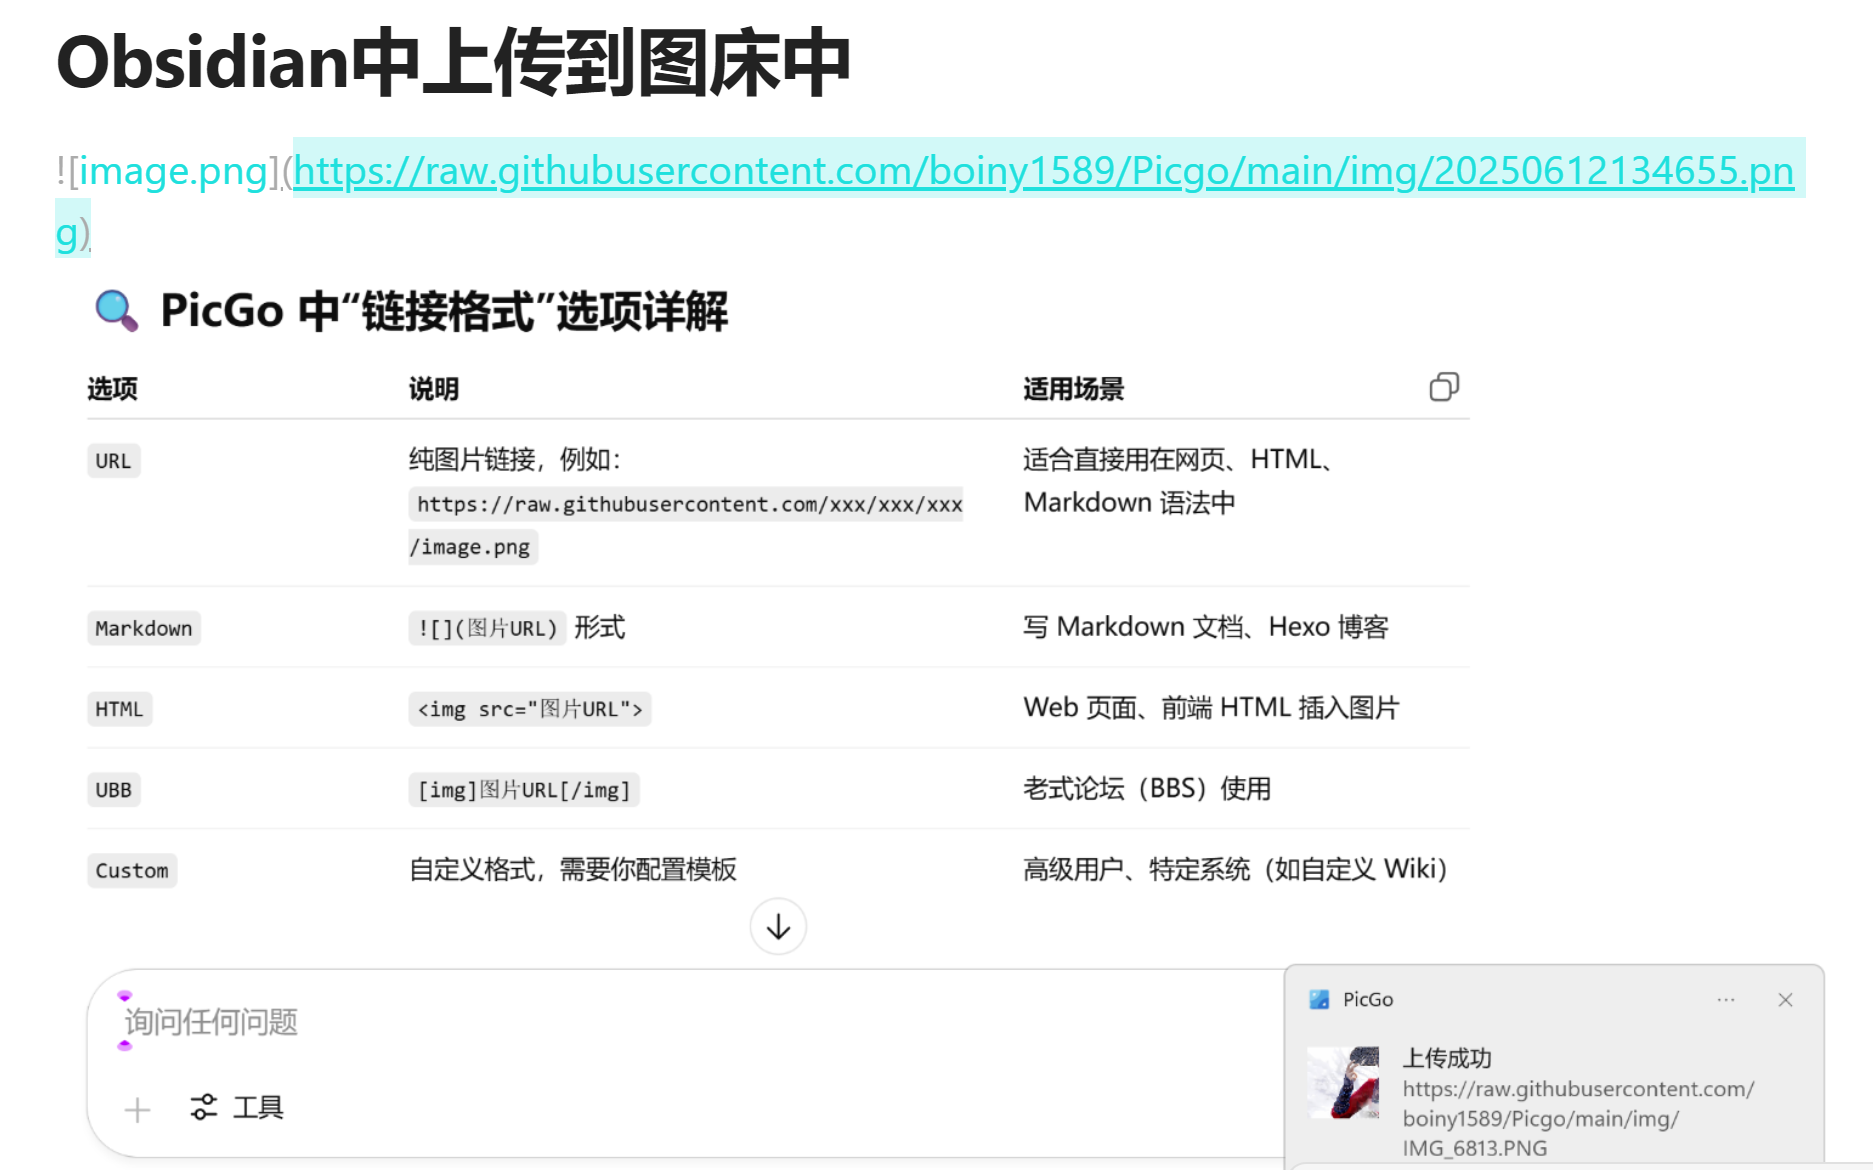 Obsidian中上传到图床中
![image.png](https://raw.githubusercontent.com/boiny1589/Picgo/main/img/20250612134655.pn
g)
🔍 PicGo 中“链接格式”选项详解
选项 说明 适用场景
URL 纯图片链接，例如： 适合直接用在网页、HTML、
https://raw.githubusercontent.com/xxx/xxx/xxx Markdown 语法中
/image.png
Markdown ![](图片URL) 形式 写 Markdown 文档、Hexo 博客
HTML <img src="图片URL"> Web 页面、前端 HTML 插入图片
UBB [img]图片URL[/img] 老式论坛（BBS）使用
Custom 自定义格式，需要你配置模板 高级用户、特定系统（如自定义 Wiki）
询问任何问题
工具
PicGo
上传成功
https://raw.githubusercontent.com/
boiny1589/Picgo/main/img/
IMG_6813.PNG